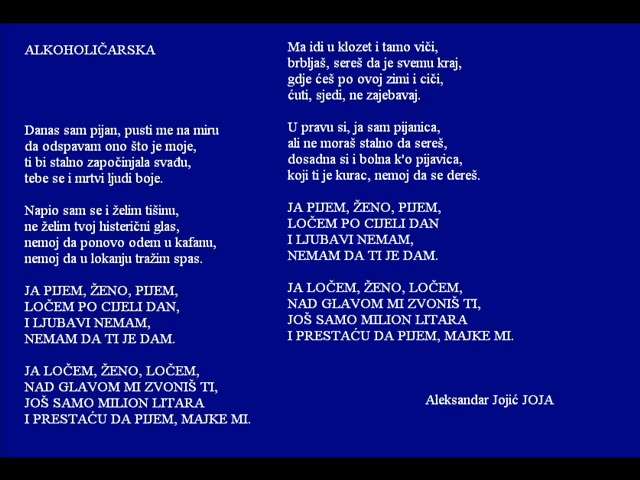 ALKOHOLIČARSKA
Danas sam pijan, pusti me na miru
da odspavam ono što je moje,
ti bi stalno započinjala svađu,
tebe se i mrtvi ljudi boje.
Napio sam se i želim tišinu,
ne želim tvoj histerični glas,
nemoj da ponovo odem u kafanu,
nemoj da u lokanju tražim spas.
JA PIJEM, ŽENO, PIJEM,
LOČEM PO CIJELI DAN,
I LJUBAVI NEMAM,
NEMAM DA TI JE DAM.
JA LOČEM, ŽENO, LOČEM,
NAD GLAVOM MI ZVONIŠ TI,
JOŠ SAMO MILION LITARA
I PRESTAĆU DA PIJEM, MAJKE MI.
Ma idi u klozet i tamo viči,
brbljaš, sereš da je svemu kraj,
gdje ćeš po ovoj zimi i ciči,
ćuti, sjedi, ne zajebavaj.
U pravu si, ja sam pijanica,
ali ne moraš stalno da sereš,
dosadna si i bolna k'o pijavica,
koji ti je kurac, nemoj da se dereš.
JA PIJEM, ŽENO, PIJEM,
LOČEM PO CIJELI DAN
I LJUBAVI NEMAM,
NEMAM DA TI JE DAM.
JA LOČEM, ŽENO, LOČEM,
NAD GLAVOM MI ZVONIŠ TI,
JOŠ SAMO MILION LITARA
I PRESTAĆU DA PIJEM, MAJKE MI.
Aleksandar Jojić JOJA